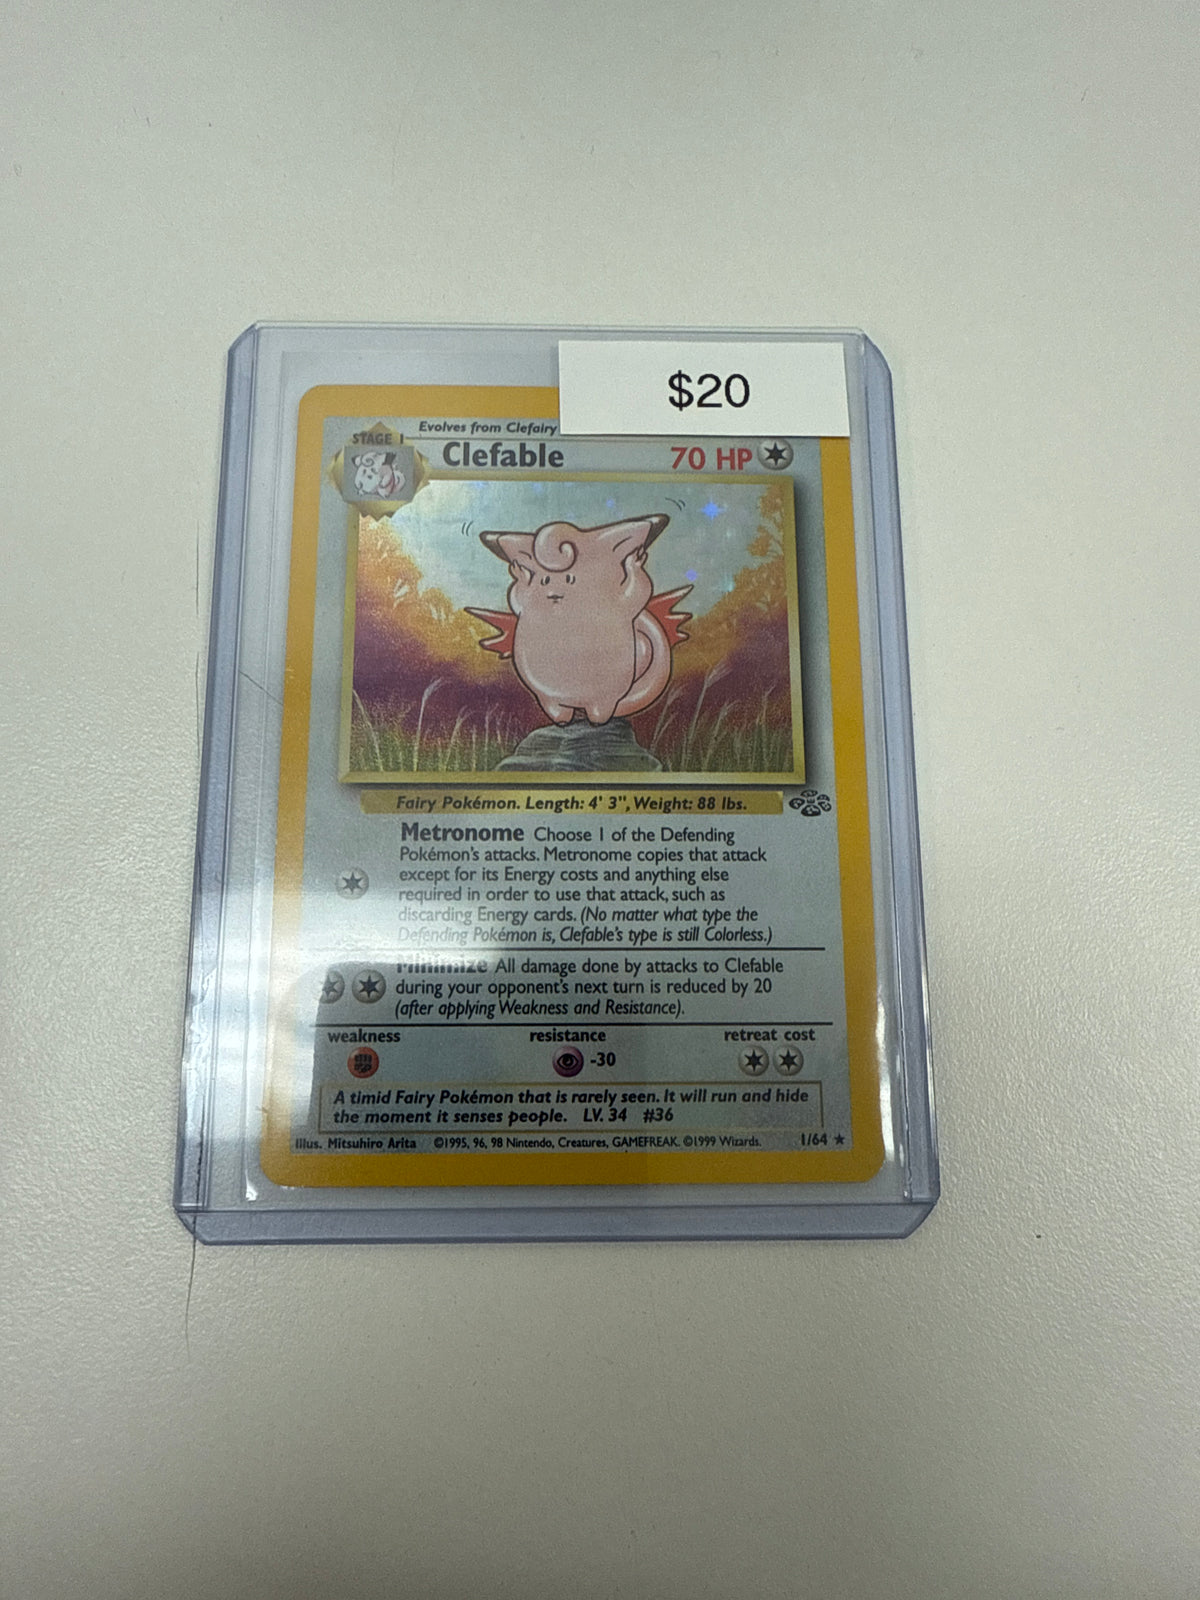 $20
Evolves from Clefairy
STAGE 1
Clefable
70 HP
Fairy Pokémon. Length: 4' 3", Weight: 88 lbs.
Metronome Choose 1 of the Defending
Pokémon's attacks. Metronome copies that attack
except for its Energy costs and anything else
required in order to use that attack, such as
discarding Energy cards. (No matter what type the
Defending Pokémon is, Clefable's type is still Colorless.)
Minimize All damage done by attacks to Clefable
during your opponent's next turn is reduced by 20
(after applying Weakness and Resistance).
weakness resistance retreat cost
-30
A timid Fairy Pokémon that is rarely seen. It will run and hide
the moment it senses people. LV. 34 #36
Illus. Mitsuhiro Arita ©1995, 96, 98 Nintendo, Creatures, GAMEFREAK. ©1999 Wizards. 1/64 ★